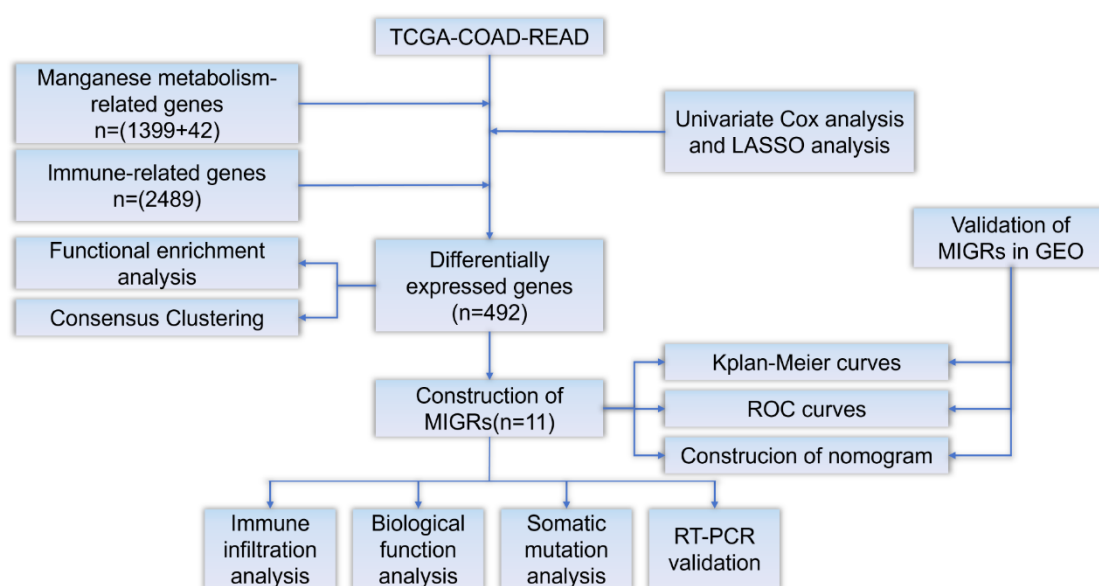 TCGA-COAD-READ
Manganese metabolism-
related genes
n=(1399+42)
Univariate Cox analysis
and LASSO analysis
Immune-related genes
n=(2489)
Validation of
MIGRs in GEO
Functional enrichment
analysis
Differentially
expressed genes
(n=492)
Consensus Clustering
Kplan-Meier curves
Construction of
MIGRs(n=11)
ROC curves
Construcion of nomogram
Immune
infiltration
analysis
Biological
function
analysis
Somatic
mutation
analysis
RT-PCR
validation